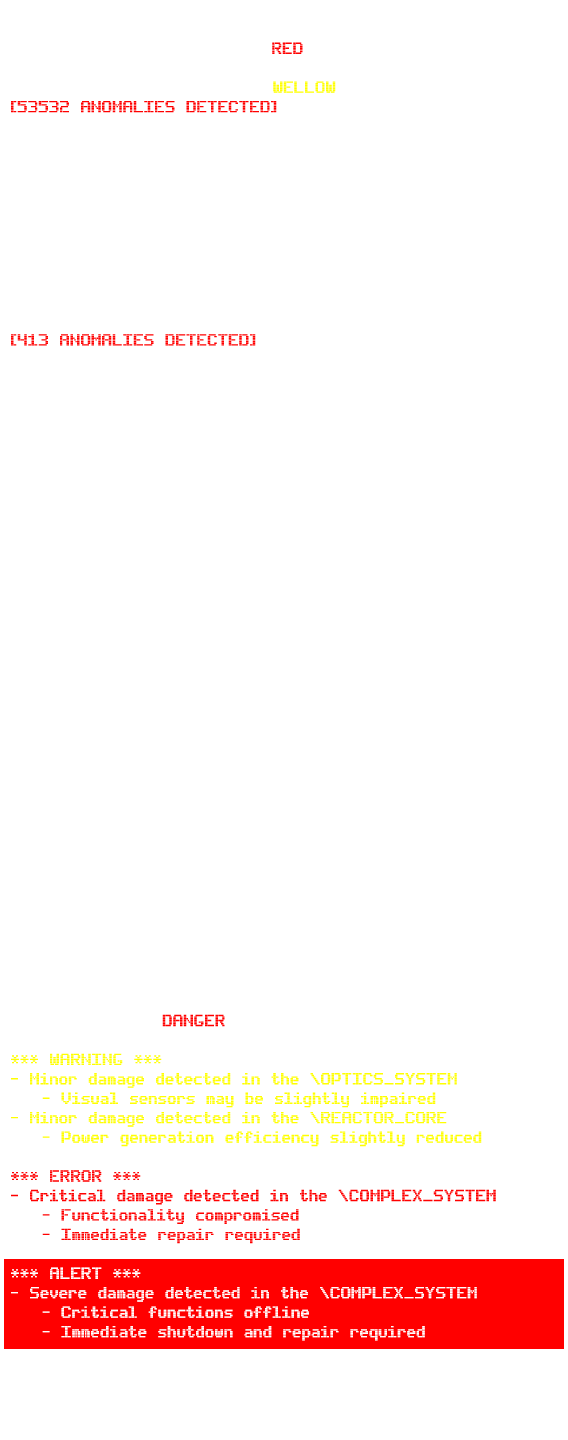 RED
WELLOW
[53532 ANOMALIES DETECTED]
[413 ANOMALIES DETECTED]
DANGER
*** WARNING ***
- Minor damage detected in the \OPTICS_SYSTEM
- Visual sensors may be slightly impaired
- Minor damage detected in the \REACTOR_CORE
- Power generation efficiency slightly reduced
*** ERROR ***
- Critical damage detected in the \COMPLEX_SYSTEM
- Functionality compromised
- Immediate repair required
*** ALERT ***
- Severe damage detected in the \COMPLEX_SYSTEM
- Critical functions offline
- Immediate shutdown and repair required